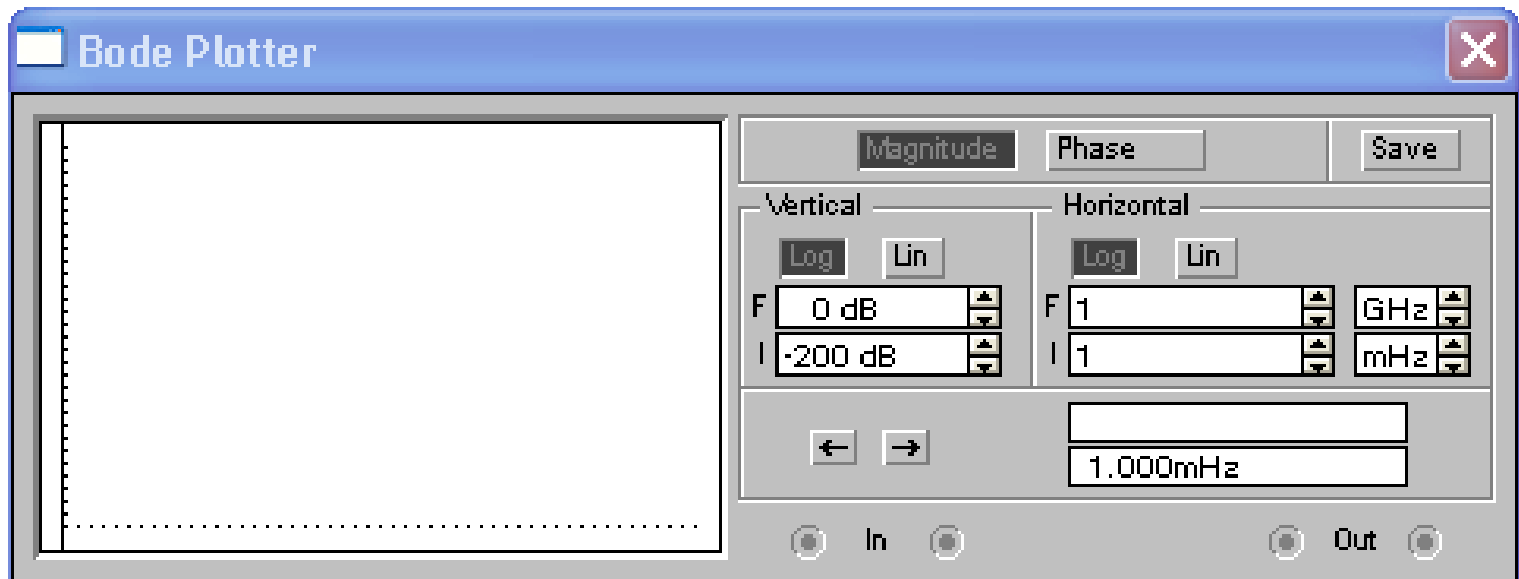 Bode Plotter
Magnitude Phase Save
Vertical Horizontal
Log Lin Log Lin
F 0 dB F 1 GHz
I -200 dB I 1 mHz
← →
1.000mHz
In Out